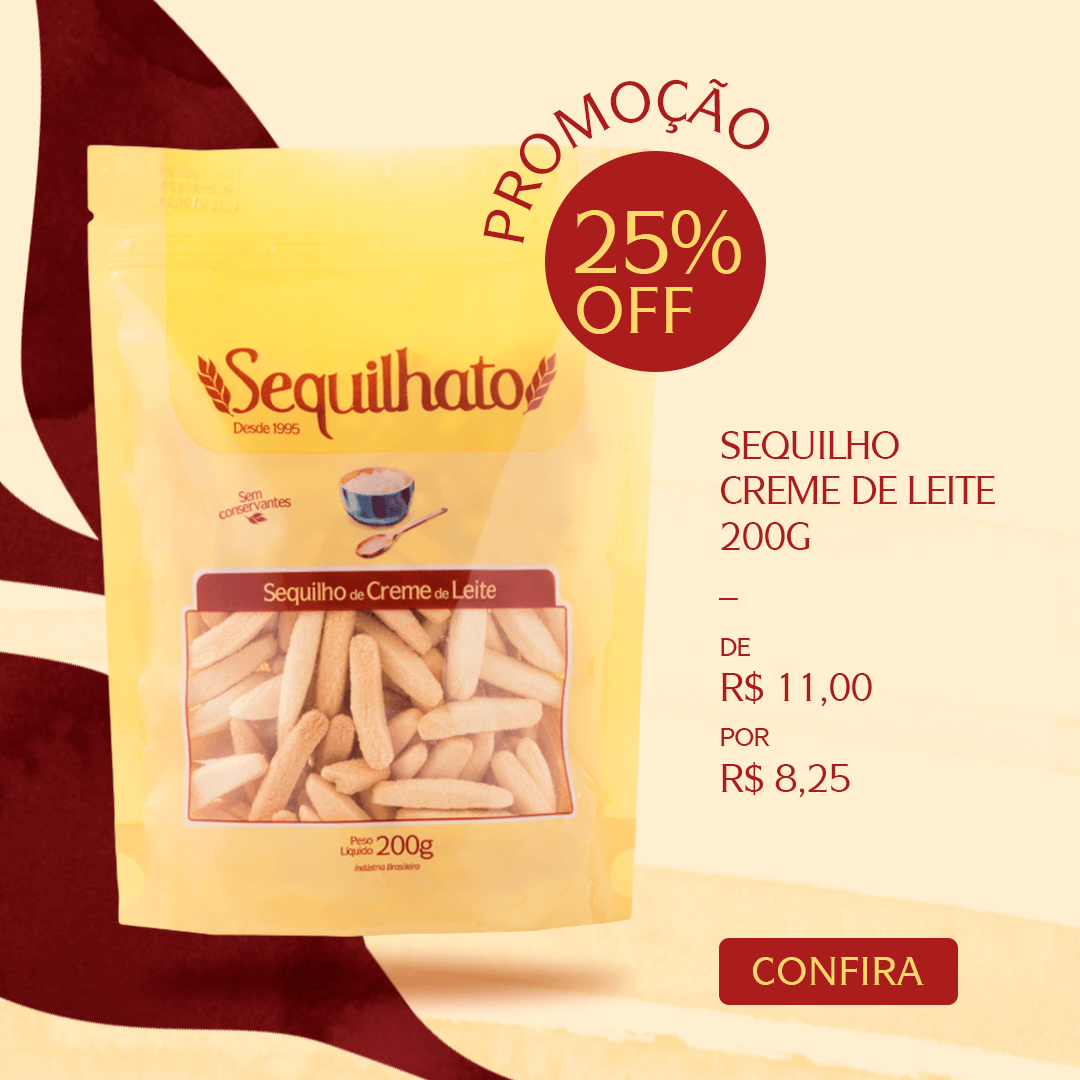 PROMOÇÃO
25%
OFF
Sequilhato
Desde 1995
Sem
conservantes
Sequilho de Creme de Leite
Peso
Líquido 200g
Indústria Brasileira
SEQUILHO
CREME DE LEITE
200G
–
DE
R$ 11,00
POR
R$ 8,25
CONFIRA